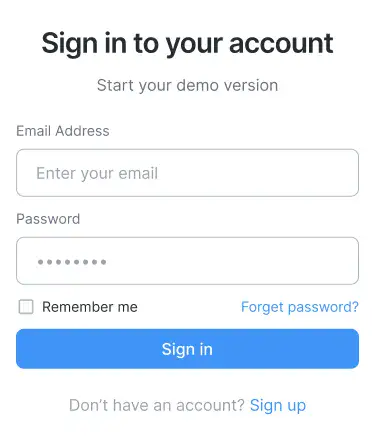 Sign in to your account
Start your demo version
Email Address
Enter your email
Password
••••••••
Remember me Forget password?
Sign in
Don't have an account? Sign up